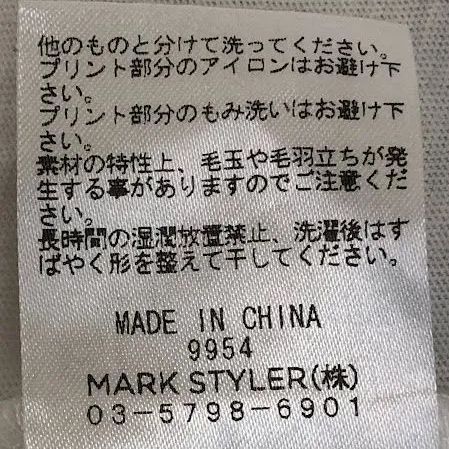 他のものと分けて洗ってください。
プリント部分のアイロンはお避け下
さい。
プリント部分のもみ洗いはお避け下
さい。
素材の特性上、毛玉や毛羽立ちが発
生する事がありますのでご注意くだ
さい。
長時間の湿潤放置禁止、洗濯後はす
ばやく形を整えて干してください。
MADE IN CHINA
9954
MARK STYLER(株)
03-5798-6901